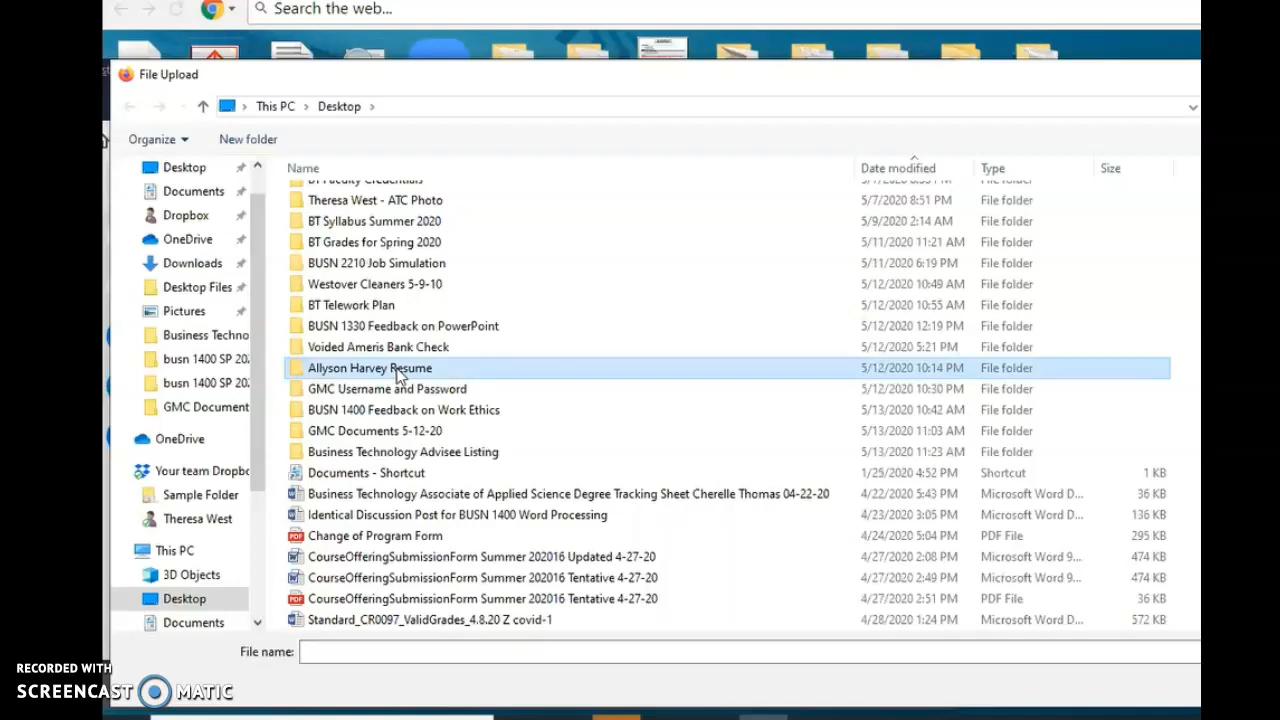 Search the web...
File Upload
This PC > Desktop >
Organize New folder
Name Date modified Type Size
Desktop
Documents
Dropbox
OneDrive
Downloads
Desktop Files
Pictures
Business Techno
busn 1400 SP 202
busn 1400 SP 202
GMC Document
OneDrive
Your team Dropbo
Sample Folder
Theresa West
This PC
3D Objects
Desktop
Documents
BT Faculty Credentials 5/7/2020 8:35 PM File folder
Theresa West - ATC Photo 5/7/2020 8:51 PM File folder
BT Syllabus Summer 2020 5/9/2020 2:14 AM File folder
BT Grades for Spring 2020 5/11/2020 11:21 AM File folder
BUSN 2210 Job Simulation 5/11/2020 6:19 PM File folder
Westover Cleaners 5-9-10 5/12/2020 10:49 AM File folder
BT Telework Plan 5/12/2020 10:55 AM File folder
BUSN 1330 Feedback on PowerPoint 5/12/2020 12:19 PM File folder
Voided Ameris Bank Check 5/12/2020 5:21 PM File folder
Allyson Harvey Resume 5/12/2020 10:14 PM File folder
GMC Username and Password 5/12/2020 10:30 PM File folder
BUSN 1400 Feedback on Work Ethics 5/13/2020 10:42 AM File folder
GMC Documents 5-12-20 5/13/2020 11:03 AM File folder
Business Technology Advisee Listing 5/13/2020 11:23 AM File folder
Documents - Shortcut 1/25/2020 4:52 PM Shortcut 1 KB
Business Technology Associate of Applied Science Degree Tracking Sheet Cherelle Thomas 04-22-20 4/22/2020 5:43 PM Microsoft Word D... 36 KB
Identical Discussion Post for BUSN 1400 Word Processing 4/23/2020 3:05 PM Microsoft Word D... 136 KB
Change of Program Form 4/24/2020 5:04 PM PDF File 295 KB
CourseOfferingSubmissionForm Summer 202016 Updated 4-27-20 4/27/2020 2:08 PM Microsoft Word 9... 474 KB
CourseOfferingSubmissionForm Summer 202016 Tentative 4-27-20 4/27/2020 2:49 PM Microsoft Word 9... 474 KB
CourseOfferingSubmissionForm Summer 202016 Tentative 4-27-20 4/27/2020 2:51 PM PDF File 36 KB
Standard_CR0097_ValidGrades_4.8.20 Z covid-1 4/28/2020 1:24 PM Microsoft Word D... 572 KB
File name:
RECORDED WITH
SCREENCAST MATIC